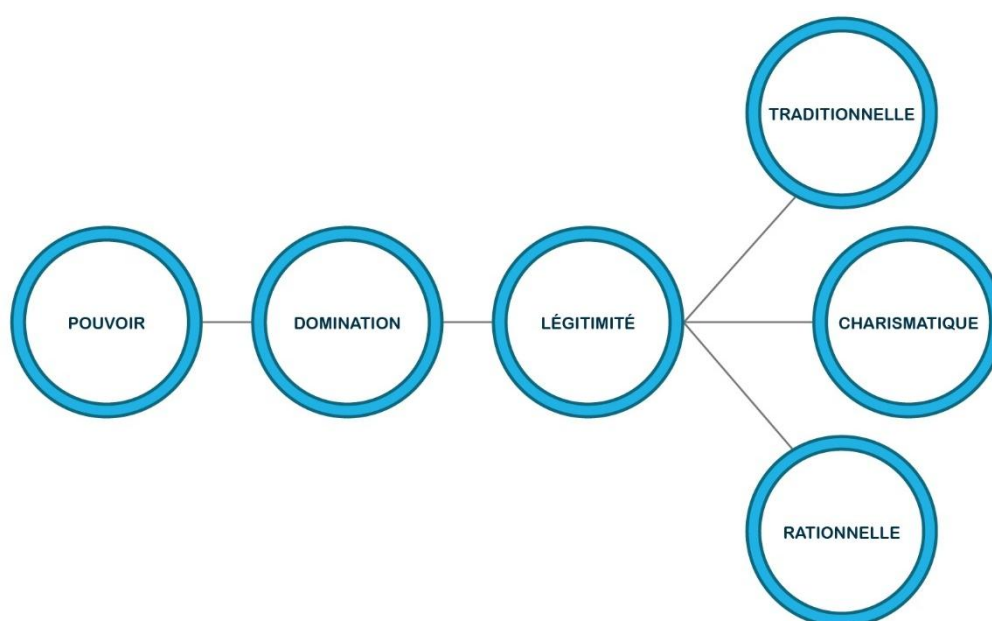 TRADITIONNELLE
POUVOIR
DOMINATION
LÉGITIMITÉ
CHARISMATIQUE
RATIONNELLE